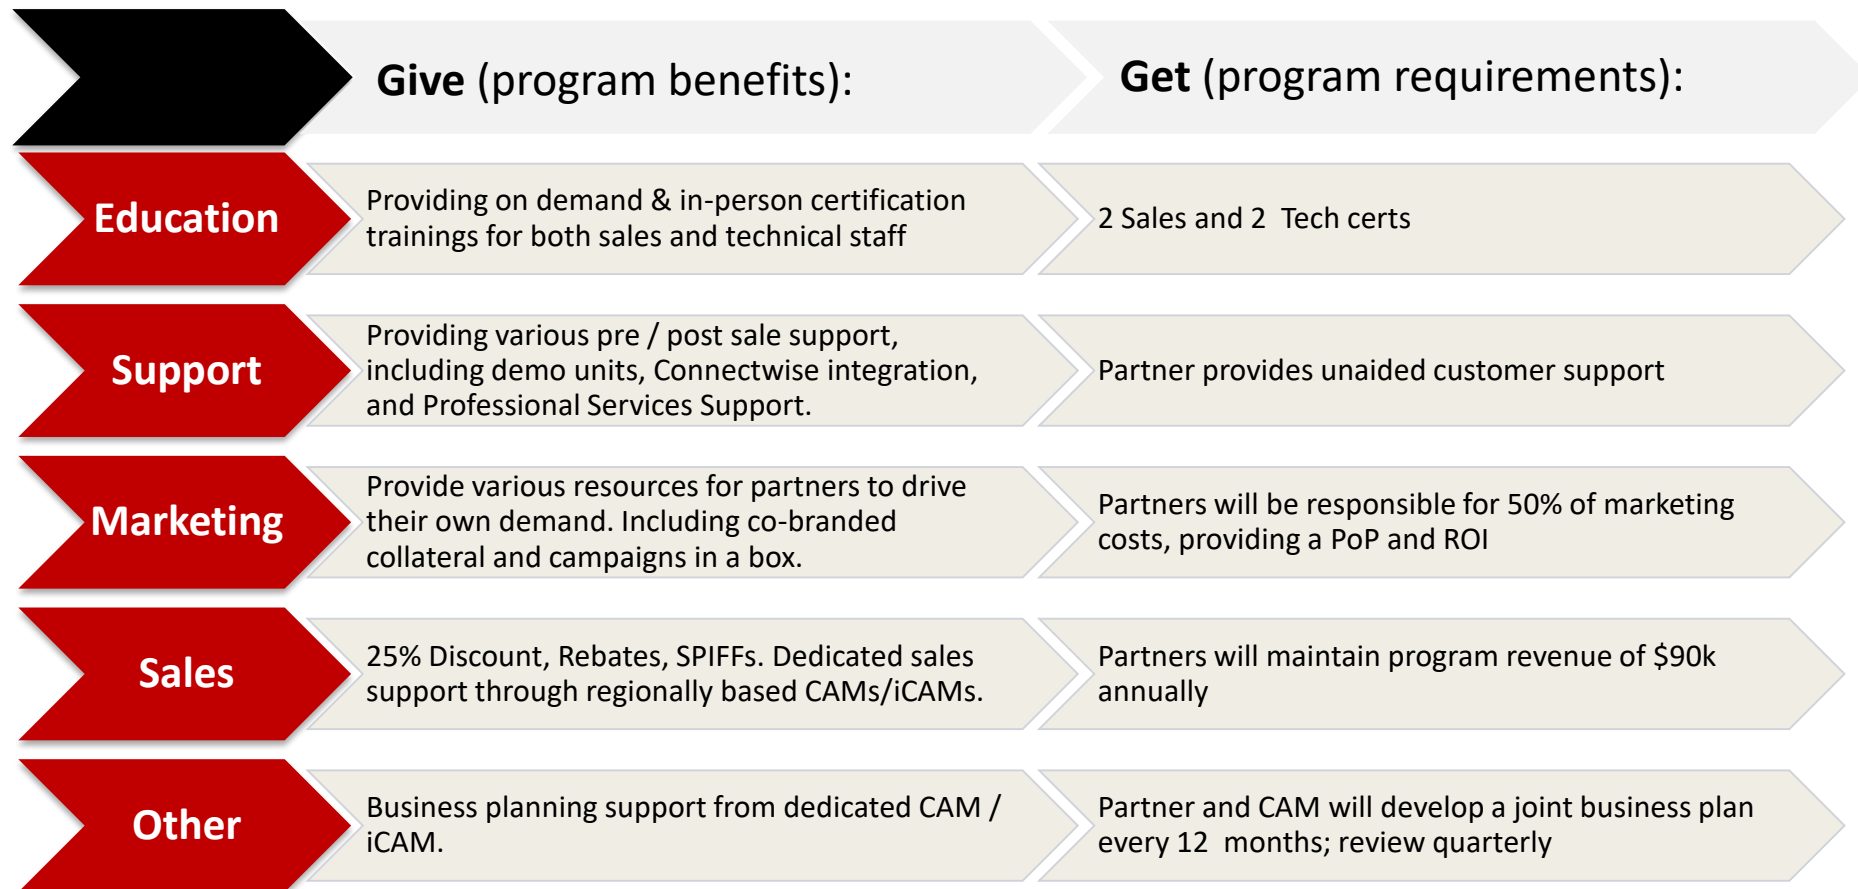 Give (program benefits):
Get (program requirements):
Education
Providing on demand & in-person certification
trainings for both sales and technical staff
2 Sales and 2  Tech certs
Support
Providing various pre / post sale support,
including demo units, Connectwise integration,
and Professional Services Support.
Partner provides unaided customer support
Marketing
Provide various resources for partners to drive
their own demand. Including co-branded
collateral and campaigns in a box.
Partners will be responsible for 50% of marketing
costs, providing a PoP and ROI
Sales
25% Discount, Rebates, SPIFFs. Dedicated sales
support through regionally based CAMs/iCAMs.
Partners will maintain program revenue of $90k
annually
Other
Business planning support from dedicated CAM /
iCAM.
Partner and CAM will develop a joint business plan
every 12  months; review quarterly